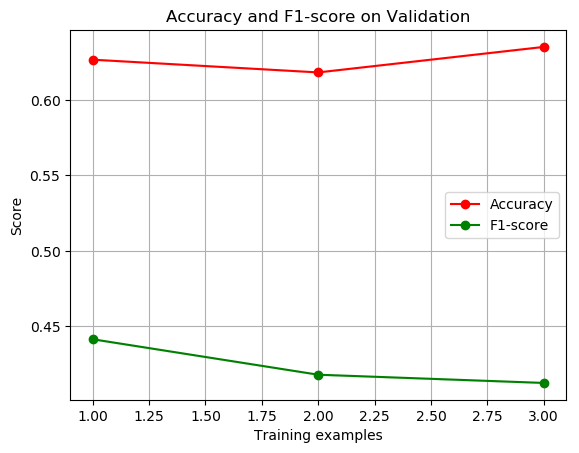 Accuracy and F1-score on Validation
Score
0.60
0.55
0.50
0.45
Accuracy
F1-score
1.00 1.25 1.50 1.75 2.00 2.25 2.50 2.75 3.00
Training examples